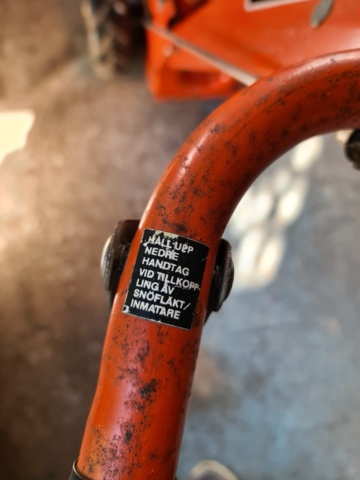 HÅLL UPP
NEDRE
HANDTAG
VID TILLKOPP-
LING AV
SNÖFLÄKT/
INMATARE